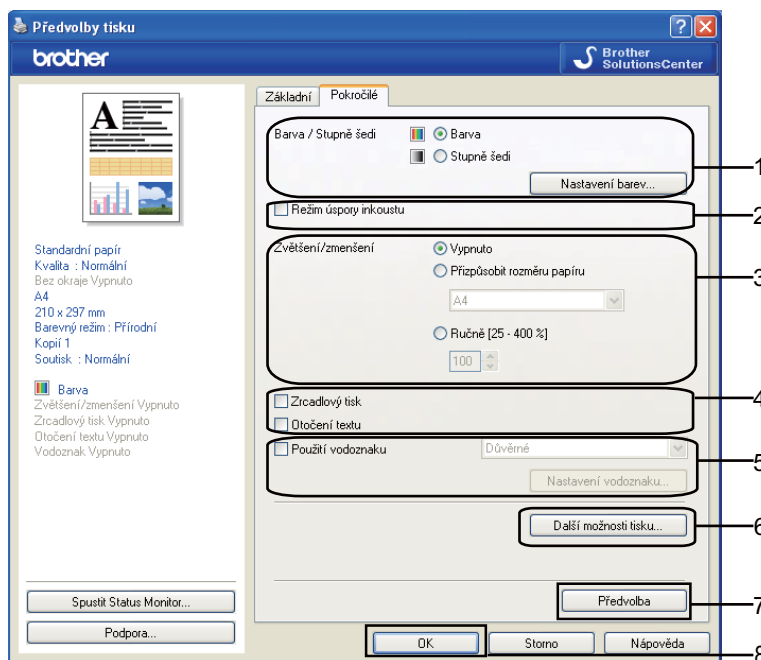 Předvolby tisku
brother
Brother
SolutionsCenter
Základní Pokročilé
A
Barva / Stupně šedi
Barva
Stupně šedi
Nastavení barev...
1
Režim úspory inkoustu
2
Zvětšení/zmenšení
Vypnuto
Přizpůsobit rozměru papíru
A4
Ručně [25 - 400 %]
100
3
Zrcadlový tisk
Otočení textu
4
Použití vodoznaku
Důvěrné
Nastavení vodoznaku...
5
Další možnosti tisku...
6
Předvolba
7
Standardní papír
Kvalita : Normální
Bez okraje Vypnuto
A4
210 x 297 mm
Barevný režim : Přírodní
Kopií 1
Soutisk : Normální
Barva
Zvětšení/zmenšení Vypnuto
Zrcadlový tisk Vypnuto
Otočení textu Vypnuto
Vodoznak Vypnuto
Spustit Status Monitor...
Podpora...
OK Storno Nápověda
8